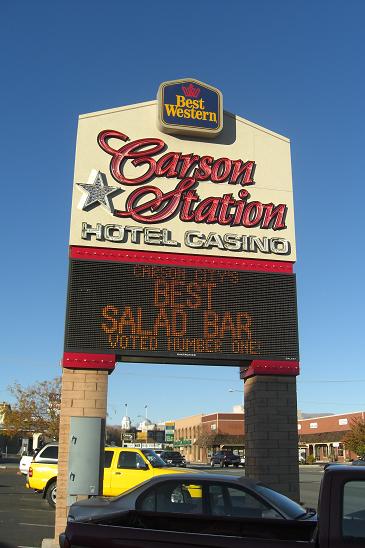 Best
Western
Carson
Station
HOTEL CASINO
CARSON CITY'S
BEST
SALAD BAR
VOTED NUMBER ONE!